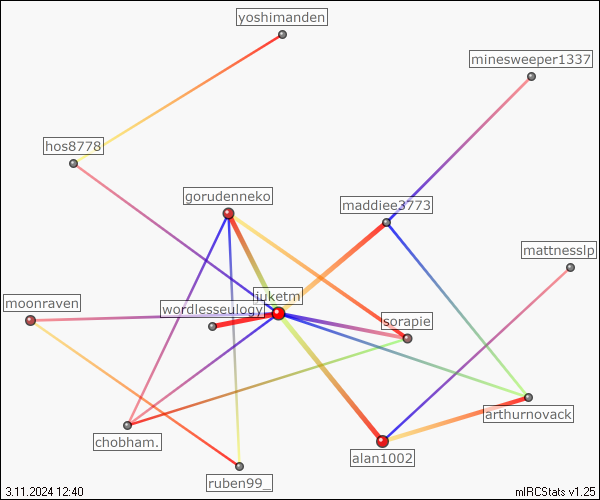 yoshimanden
minesweeper1337
hos8778
gorudenneko
maddiee3773
mattnesslp
iuketm
moonraven
wordlesseulogy
sorapie
arthurnovack
chobham.
alan1002
ruben99_
3.11.2024 12:40
mIRCStats v1.25